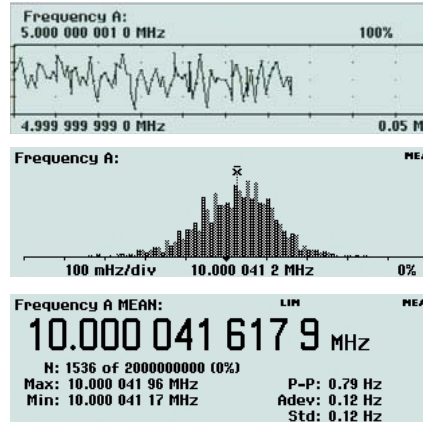 Frequency A:
5.000 000 001 0 MHz 100%
4.999 999 999 0 MHz 0.05 M
Frequency A: MEA
100 mHz/div 10.000 041 2 MHz 0%
Frequency A MEAN: LIM MEA
10.000 041 617 9 MHz
N: 1536 of 2000000000 (0%)
Max: 10.000 041 96 MHz P-P: 0.79 Hz
Min: 10.000 041 17 MHz Adev: 0.12 Hz
Std: 0.12 Hz